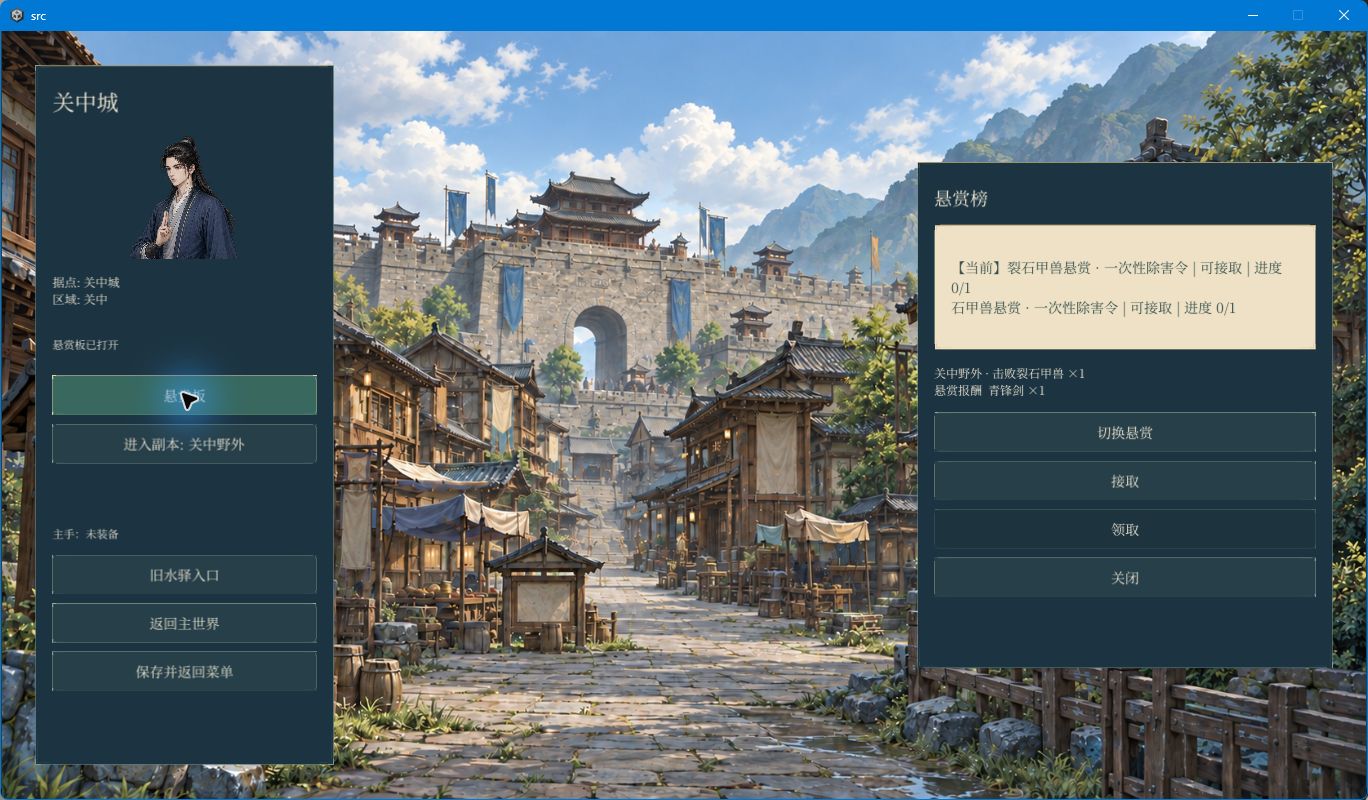 src
关中城
据点: 关中城
区域: 关中
悬赏板已打开
悬赏板
进入副本: 关中野外
主手: 未装备
旧水驿入口
返回主世界
保存并返回菜单
悬赏榜
【当前】裂石甲兽悬赏 · 一次性除害令 | 可接取 | 进度
0/1
石甲兽悬赏 · 一次性除害令 | 可接取 | 进度 0/1
关中野外 · 击败裂石甲兽 ×1
悬赏报酬 青锋剑 ×1
切换悬赏
接取
领取
关闭